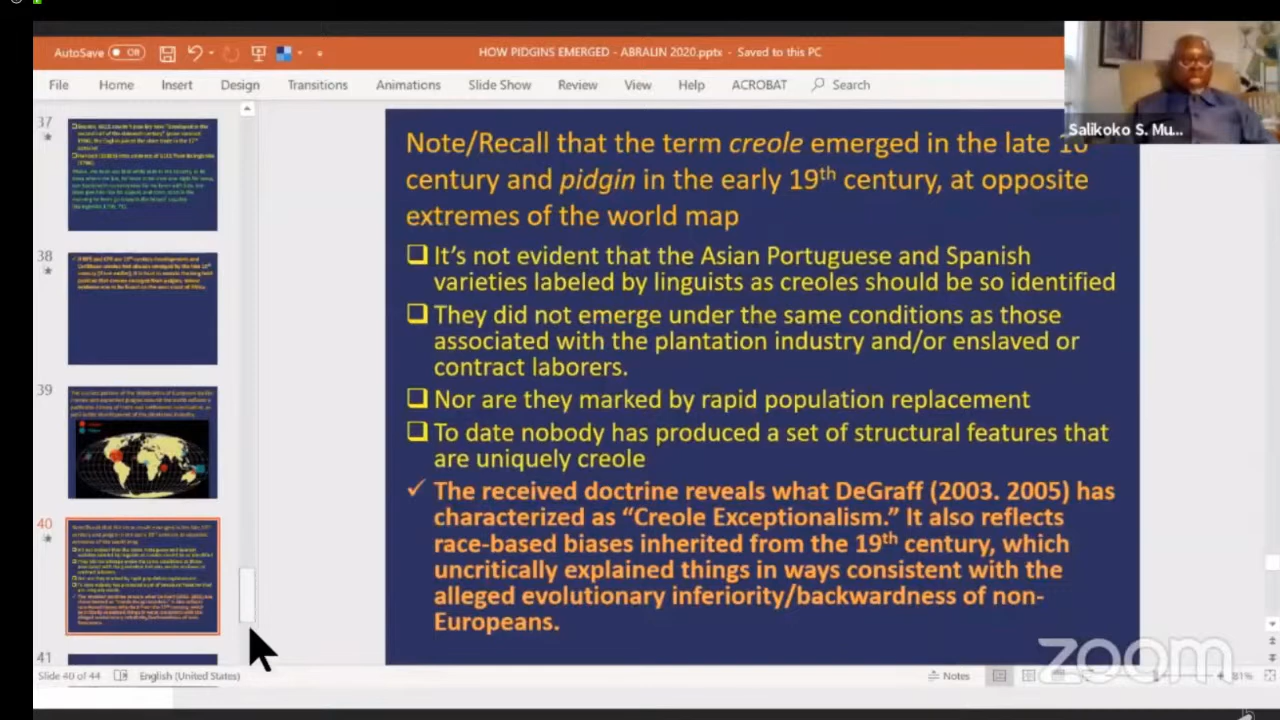 AutoSave Off
HOW PIDGINS EMERGED - ABRALIN 2020.pptx - Saved to this PC
File Home Insert Design Transitions Animations Slide Show Review View Help ACROBAT Search
Salikoko S. Mu...
37
38
39
40
41
Note/Recall that the term creole emerged in the late
century and in the early 19th century, at opposite
extremes of the world map
It's not evident that the Asian Portuguese and Spanish
varieties labeled by linguists as creoles should be so identified
They did not emerge under the same conditions as those
associated with the plantation industry and/or enslaved or
contract laborers.
Nor are they marked by rapid population replacement
To date nobody has produced a set of structural features that
are uniquely creole
The received doctrine reveals what DeGraff (2003. 2005) has
characterized as “Creole Exceptionalism.” It also reflects
race-based bias inherited from the 19th century, which
uncritically explained things in ways consistent with the
alleged evolutionary inferiority/backwardness of non-
Europeans.
Slide 40 of 44 English (United States) Notes 81%
zoom